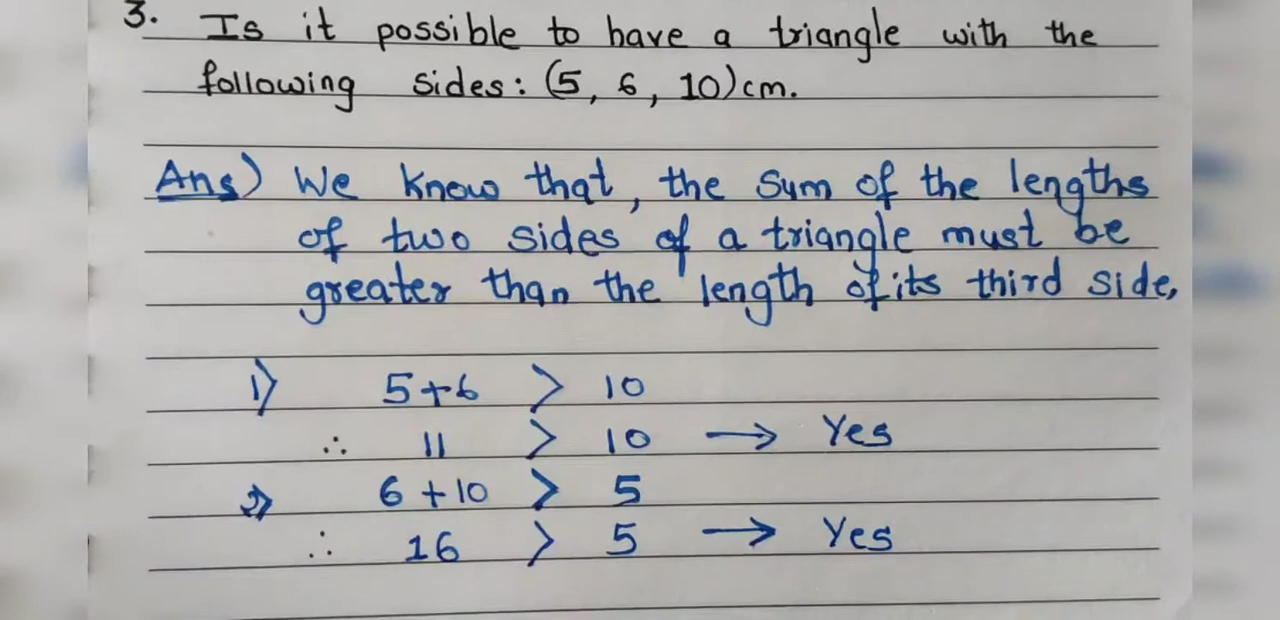 3. Is it possible to have a triangle with the
following sides: (5, 6, 10)cm.
Ans) We know that, the sum of the lengths
of two sides of a triangle must be
greater than the length of its third side,
1) 5+6 > 10
∴ 11 > 10 → Yes
2) 6+10 > 5
∴ 16 > 5 → Yes